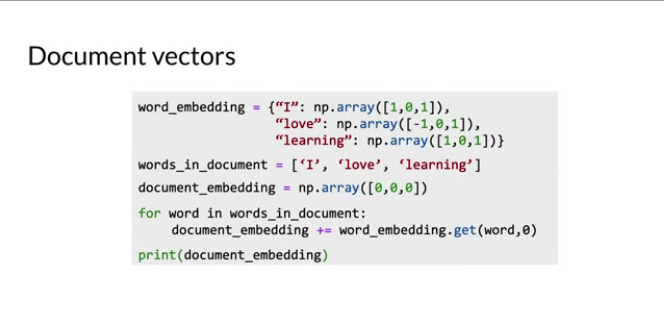 Document vectors
word_embedding = {“I”: np.array([1,0,1]),
“love”: np.array([-1,0,1]),
“learning”: np.array([1,0,1])}
words_in_document = [‘I’, ‘love’, ‘learning’]
document_embedding = np.array([0,0,0])
for word in words_in_document:
document_embedding += word_embedding.get(word,0)
print(document_embedding)